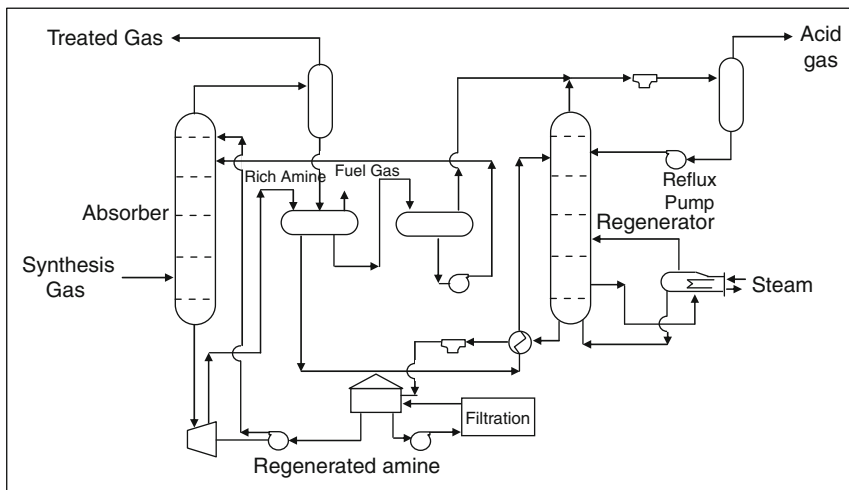 Treated Gas
Acid
gas
Rich Amine
Fuel Gas
Absorber
Reflux
Pump
Regenerator
Synthesis
Gas
Steam
Filtration
Regenerated amine